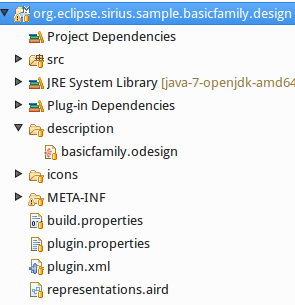 org.eclipse.sirius.sample.basicfamily.design
Project Dependencies
src
JRE System Library [java-7-openjdk-amd64
Plug-in Dependencies
description
basicfamily.odesign
icons
META-INF
build.properties
plugin.properties
plugin.xml
representations.aird